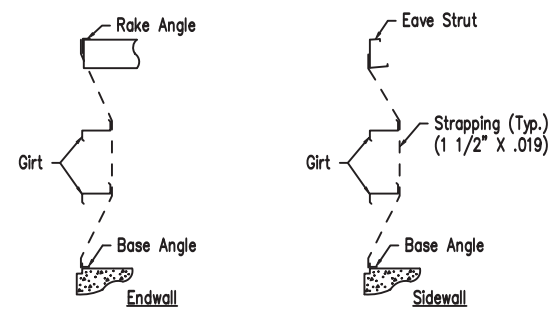 Rake Angle
Eave Strut
Strapping (Typ.)
(1 1/2" X .019)
Girt
Girt
Base Angle
Base Angle
Endwall
Sidewall